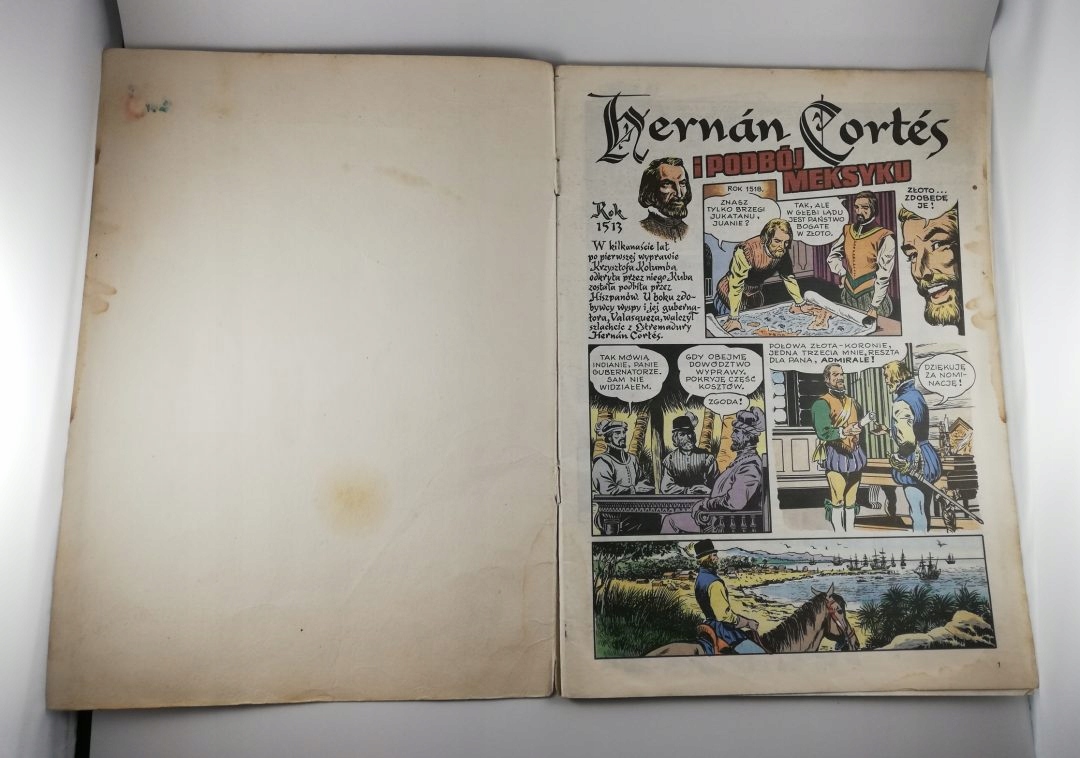 Hernán Cortés
i PODBÓJ
MEKSYKU
Rok
1513
W kilkanaście lat
po pierwszej wyprawie
Krzysztofa Kolumba
odkryta przez niego Kuba
została podbita przez
Hiszpanów. U boku zdo-
bywcy wyspy i jej guberna-
tora, Valasqueza, walczył
szlachcic z Estremadury
Hernán Cortés.
ROK 1518.
ZNASZ
TYLKO BRZEGI
JUKATANU,
JUANIE?
TAK, ALE
W GŁĘBI LĄDU
JEST PAŃSTWO
BOGATE
W ZŁOTO.
ZŁOTO...
ZDOBĘDĘ
JE!
TAK MÓWIĄ
INDIANIE, PANIE
GUBERNATORZE.
SAM NIE
WIDZIAŁEM.
GDY OBEJMĘ
DOWÓDZTWO
WYPRAWY,
POKRYJĘ CZĘŚĆ
KOSZTÓW.
ZGODA!
POŁOWA ZŁOTA-KORONIE,
JEDNA TRZECIA MNIE, RESZTA
DLA PANA, ADMIRALE!
DZIĘKUJĘ
ZA NOMI-
NACJĘ!
1